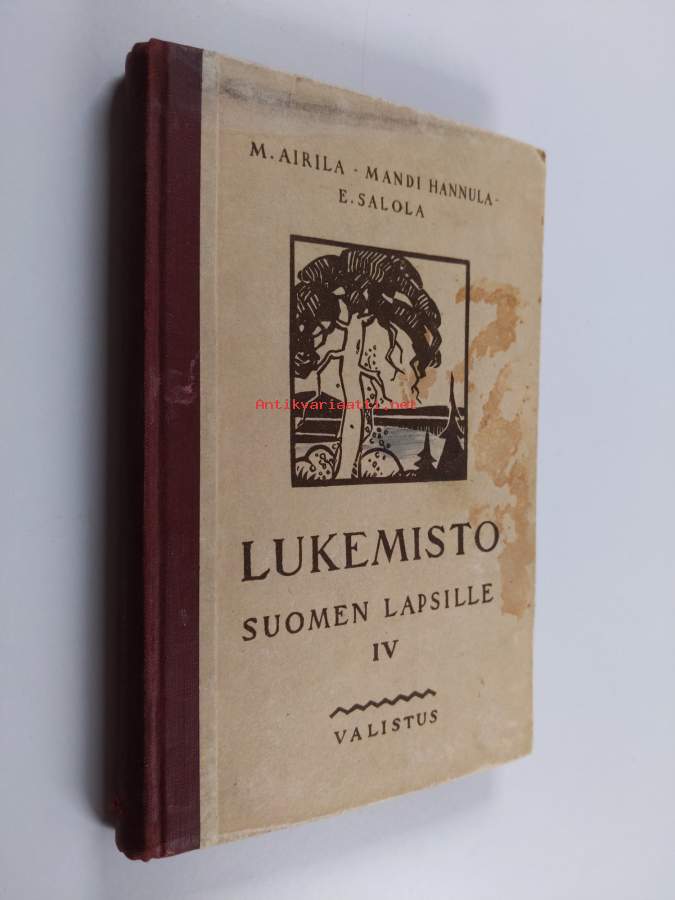 M. AIRILA - MANDI HANNULA -
E. SALOLA
Antikvariaatti.net
LUKEMISTO
SUOMEN LAPSILLE
IV
VALISTUS